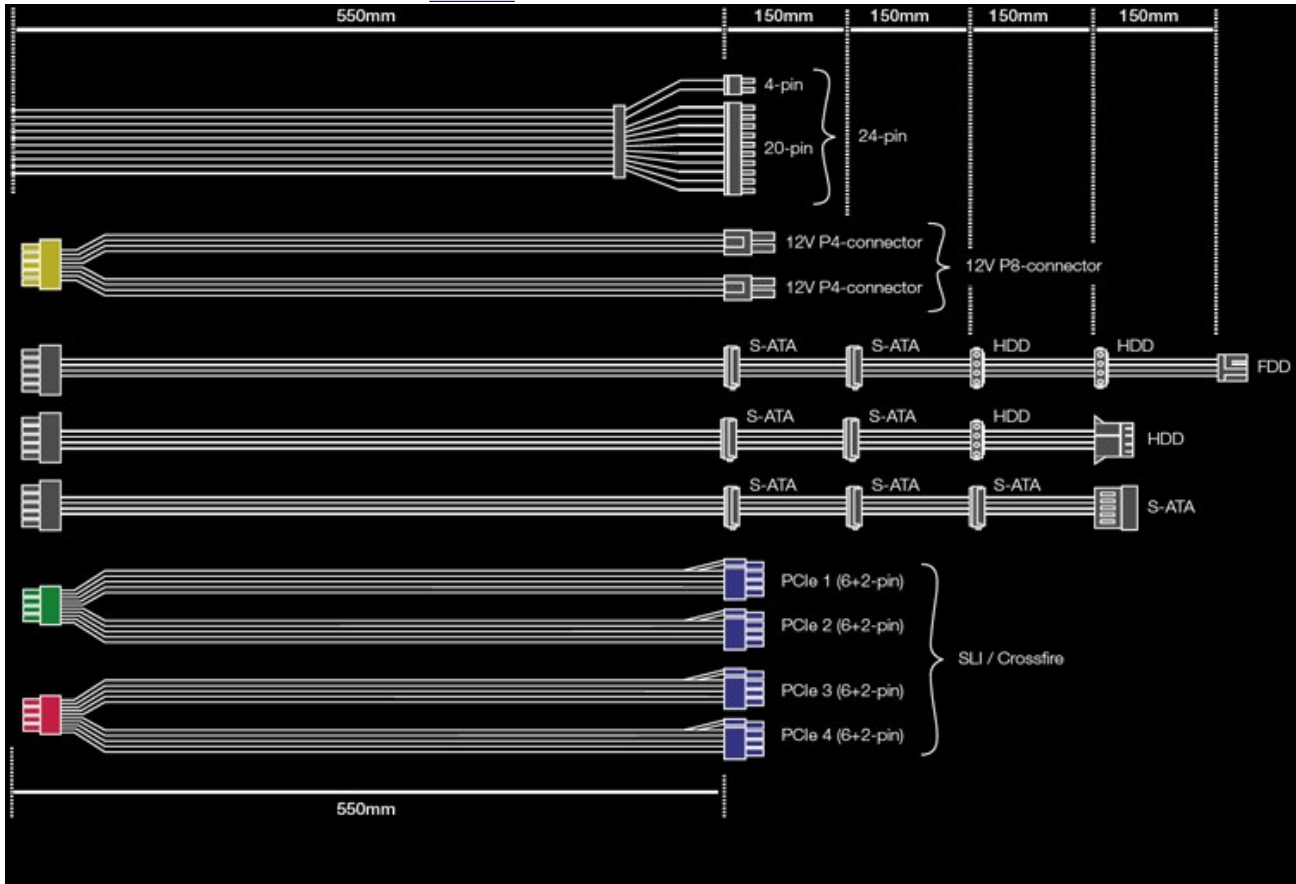 550mm
150mm
150mm
150mm
150mm
4-pin
20-pin
24-pin
12V P4-connector
12V P4-connector
12V P8-connector
S-ATA
S-ATA
HDD
HDD
FDD
S-ATA
S-ATA
HDD
HDD
S-ATA
S-ATA
S-ATA
S-ATA
PCIe 1 (6+2-pin)
PCIe 2 (6+2-pin)
SLI / Crossfire
PCIe 3 (6+2-pin)
PCIe 4 (6+2-pin)
550mm